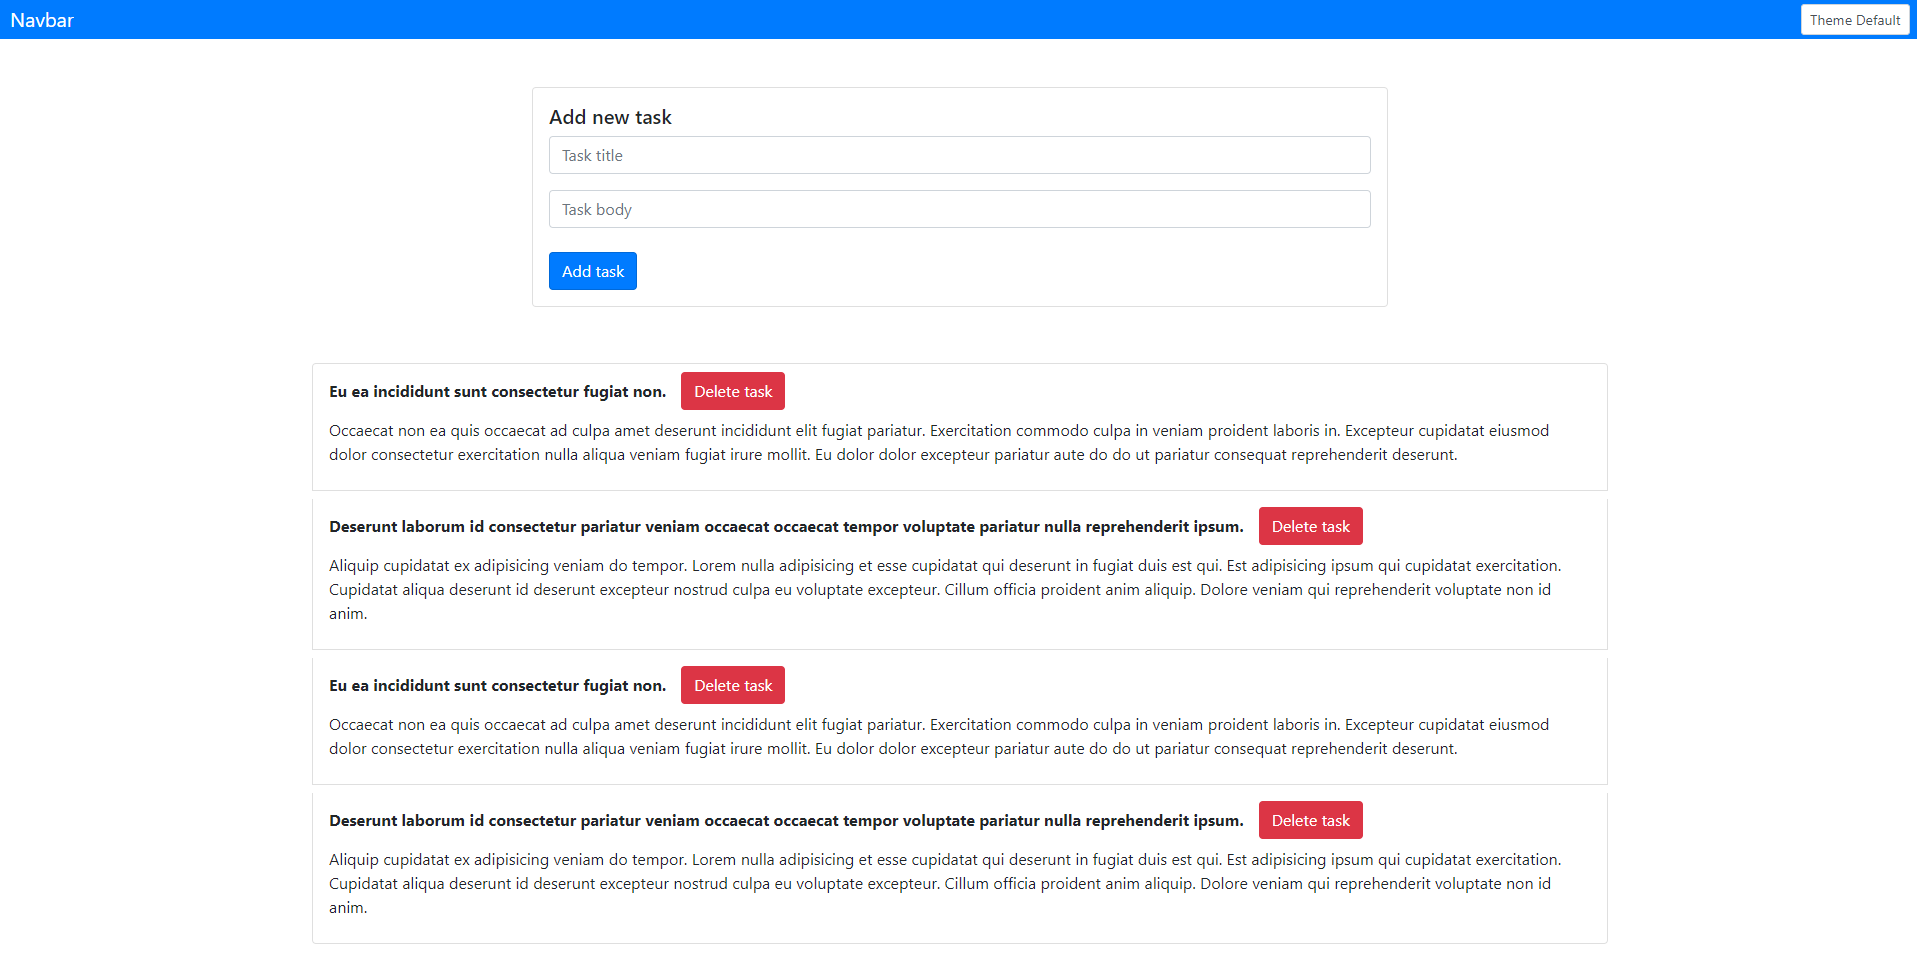 Navbar
Theme Default
Add new task
Task title
Task body
Add task
Eu ea incididunt sunt consectetur fugiat non.
Delete task
Occaecat non ea quis occaecat ad culpa amet deserunt incididunt elit fugiat pariatur. Exercitation commodo culpa in veniam proident laboris in. Excepteur cupidatat eiusmod
dolor consectetur exercitation nulla aliqua veniam fugiat irure mollit. Eu dolor dolor excepteur pariatur aute do do ut pariatur consequat reprehenderit deserunt.
Deserunt laborum id consectetur pariatur veniam occaecat occaecat tempor voluptate pariatur nulla reprehenderit ipsum.
Delete task
Aliquip cupidatat ex adipisicing veniam do tempor. Lorem nulla adipisicing et esse cupidatat qui deserunt in fugiat duis est qui. Est adipisicing ipsum qui cupidatat exercitation.
Cupidatat aliqua deserunt id deserunt excepteur nostrud culpa eu voluptate excepteur. Cillum officia proident anim aliquip. Dolore veniam qui reprehenderit voluptate non id
anim.
Eu ea incididunt sunt consectetur fugiat non.
Delete task
Occaecat non ea quis occaecat ad culpa amet deserunt incididunt elit fugiat pariatur. Exercitation commodo culpa in veniam proident laboris in. Excepteur cupidatat eiusmod
dolor consectetur exercitation nulla aliqua veniam fugiat irure mollit. Eu dolor dolor excepteur pariatur aute do do ut pariatur consequat reprehenderit deserunt.
Deserunt laborum id consectetur pariatur veniam occaecat occaecat tempor voluptate pariatur nulla reprehenderit ipsum.
Delete task
Aliquip cupidatat ex adipisicing veniam do tempor. Lorem nulla adipisicing et esse cupidatat qui deserunt in fugiat duis est qui. Est adipisicing ipsum qui cupidatat exercitation.
Cupidatat aliqua deserunt id deserunt excepteur nostrud culpa eu voluptate excepteur. Cillum officia proident anim aliquip. Dolore veniam qui reprehenderit voluptate non id
anim.